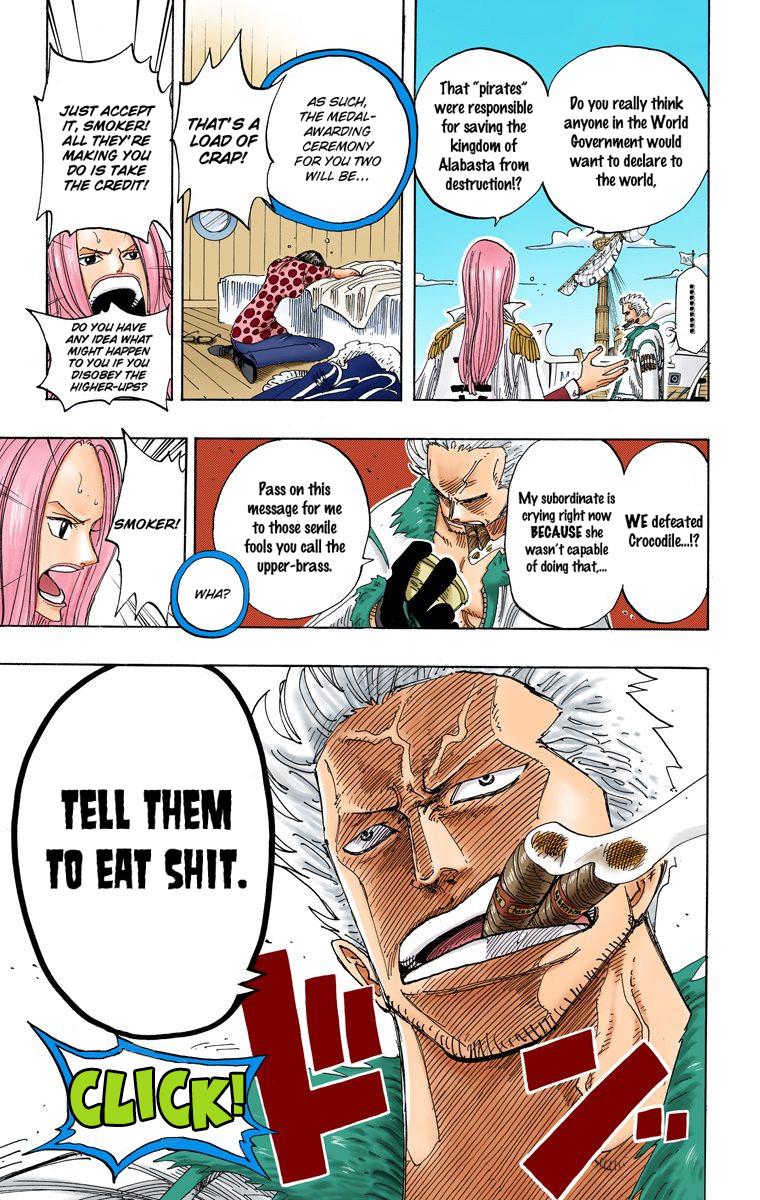 Do you really think
anyone in the World
Government would
want to declare to
the world,
That "pirates"
were responsible
for saving the
kingdom of
Alabasta from
destruction!?
AS SUCH,
THE MEDAL-
AWARDING
CEREMONY
FOR YOU TWO
WILL BE...
THAT'S A
LOAD OF
CRAP!
JUST ACCEPT
IT, SMOKER!
ALL THEY'RE
MAKING YOU
DO IS TAKE
THE CREDIT!
DO YOU HAVE
ANY IDEA WHAT
MIGHT HAPPEN
TO YOU IF YOU
DISOBEY THE
HIGHER-UPS?
WE defeated
Crocodile...!?
My subordinate is
crying right now
BECAUSE she
wasn't capable
of doing that,...
Pass on this
message for me
to those senile
fools you call the
upper-brass.
WHA?
SMOKER!
TELL THEM
TO EAT SHIT.
ドン
CLICK!